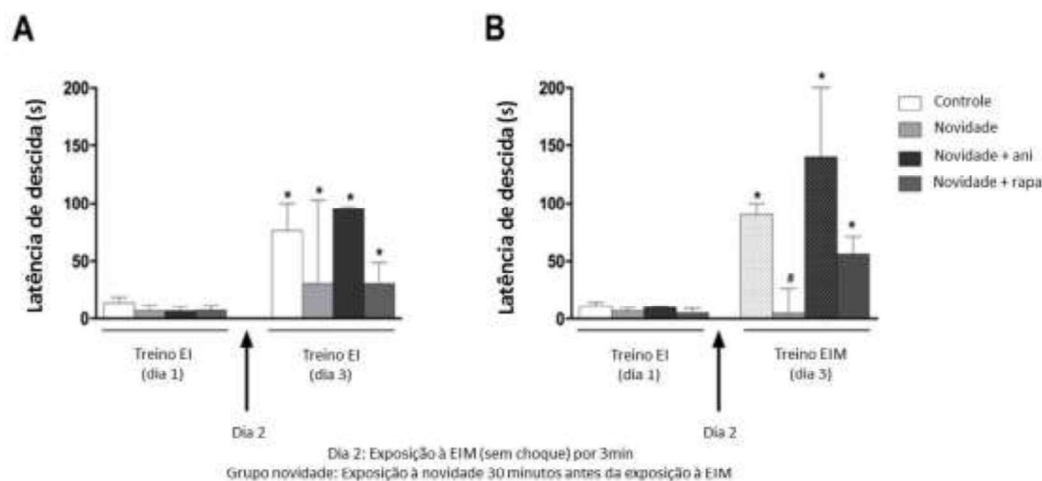 A
B
Latência de descida (s)
200
150
100
50
0
*
*
*
*
Treino EI
(dia 1)
Treino EI
(dia 3)
Dia 2
Latência de descida (s)
200
150
100
50
0
*
#
*
*
Treino EI
(dia 1)
Treino EIM
(dia 3)
Dia 2
Controle
Novidade
Novidade + ani
Novidade + rapa
Dia 2: Exposição à EIM (sem choque) por 3min
Grupo novidade: Exposição à novidade 30 minutos antes da exposição à EIM